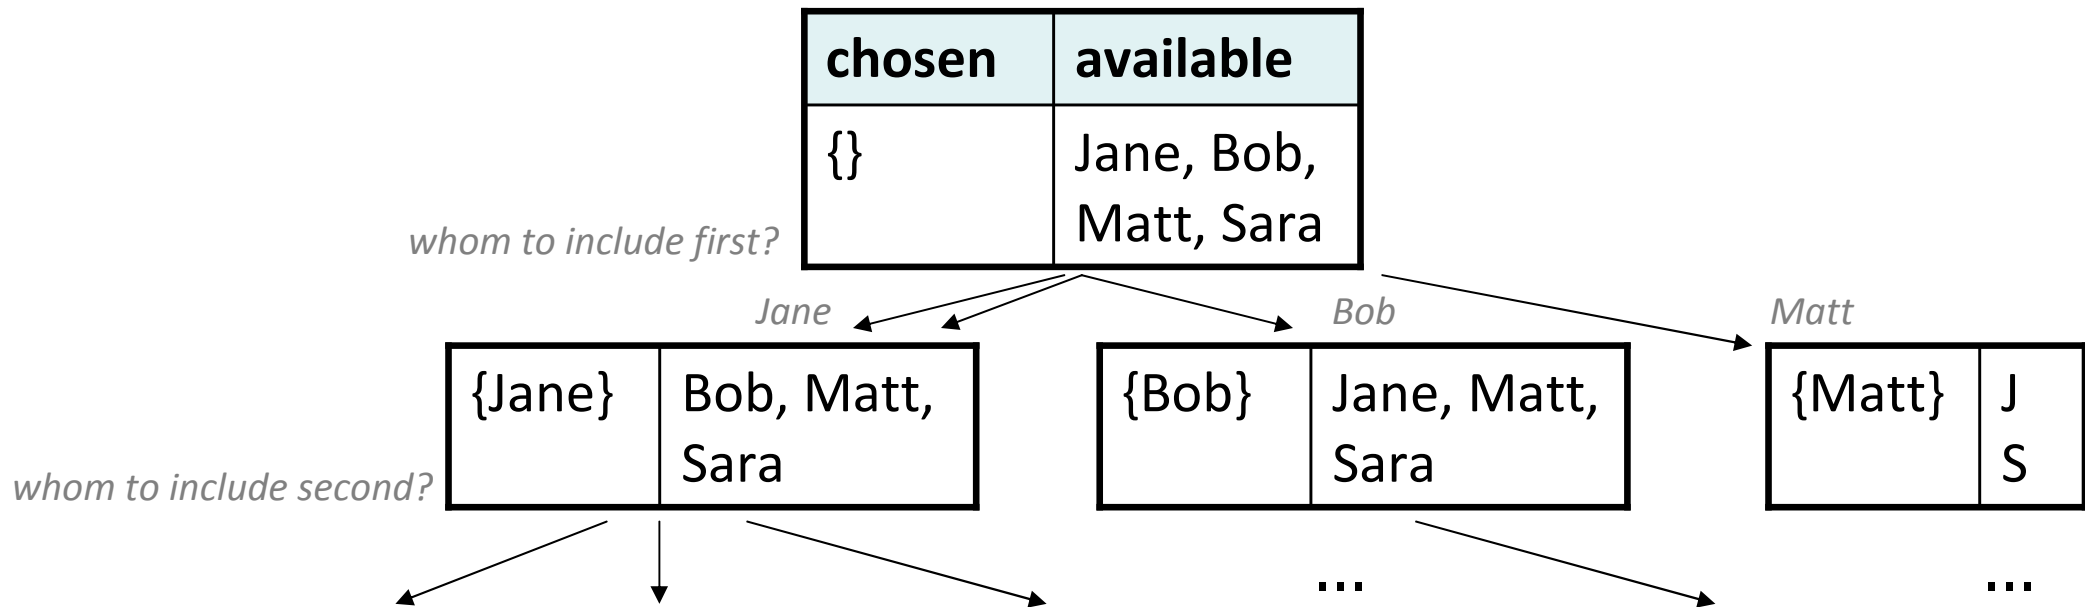 chosen available
{} Jane, Bob,
Matt, Sara
whom to include first?
Jane Bob Matt
{Jane} Bob, Matt,
Sara
{Bob} Jane, Matt,
Sara
{Matt} J
S
whom to include second?
... ...